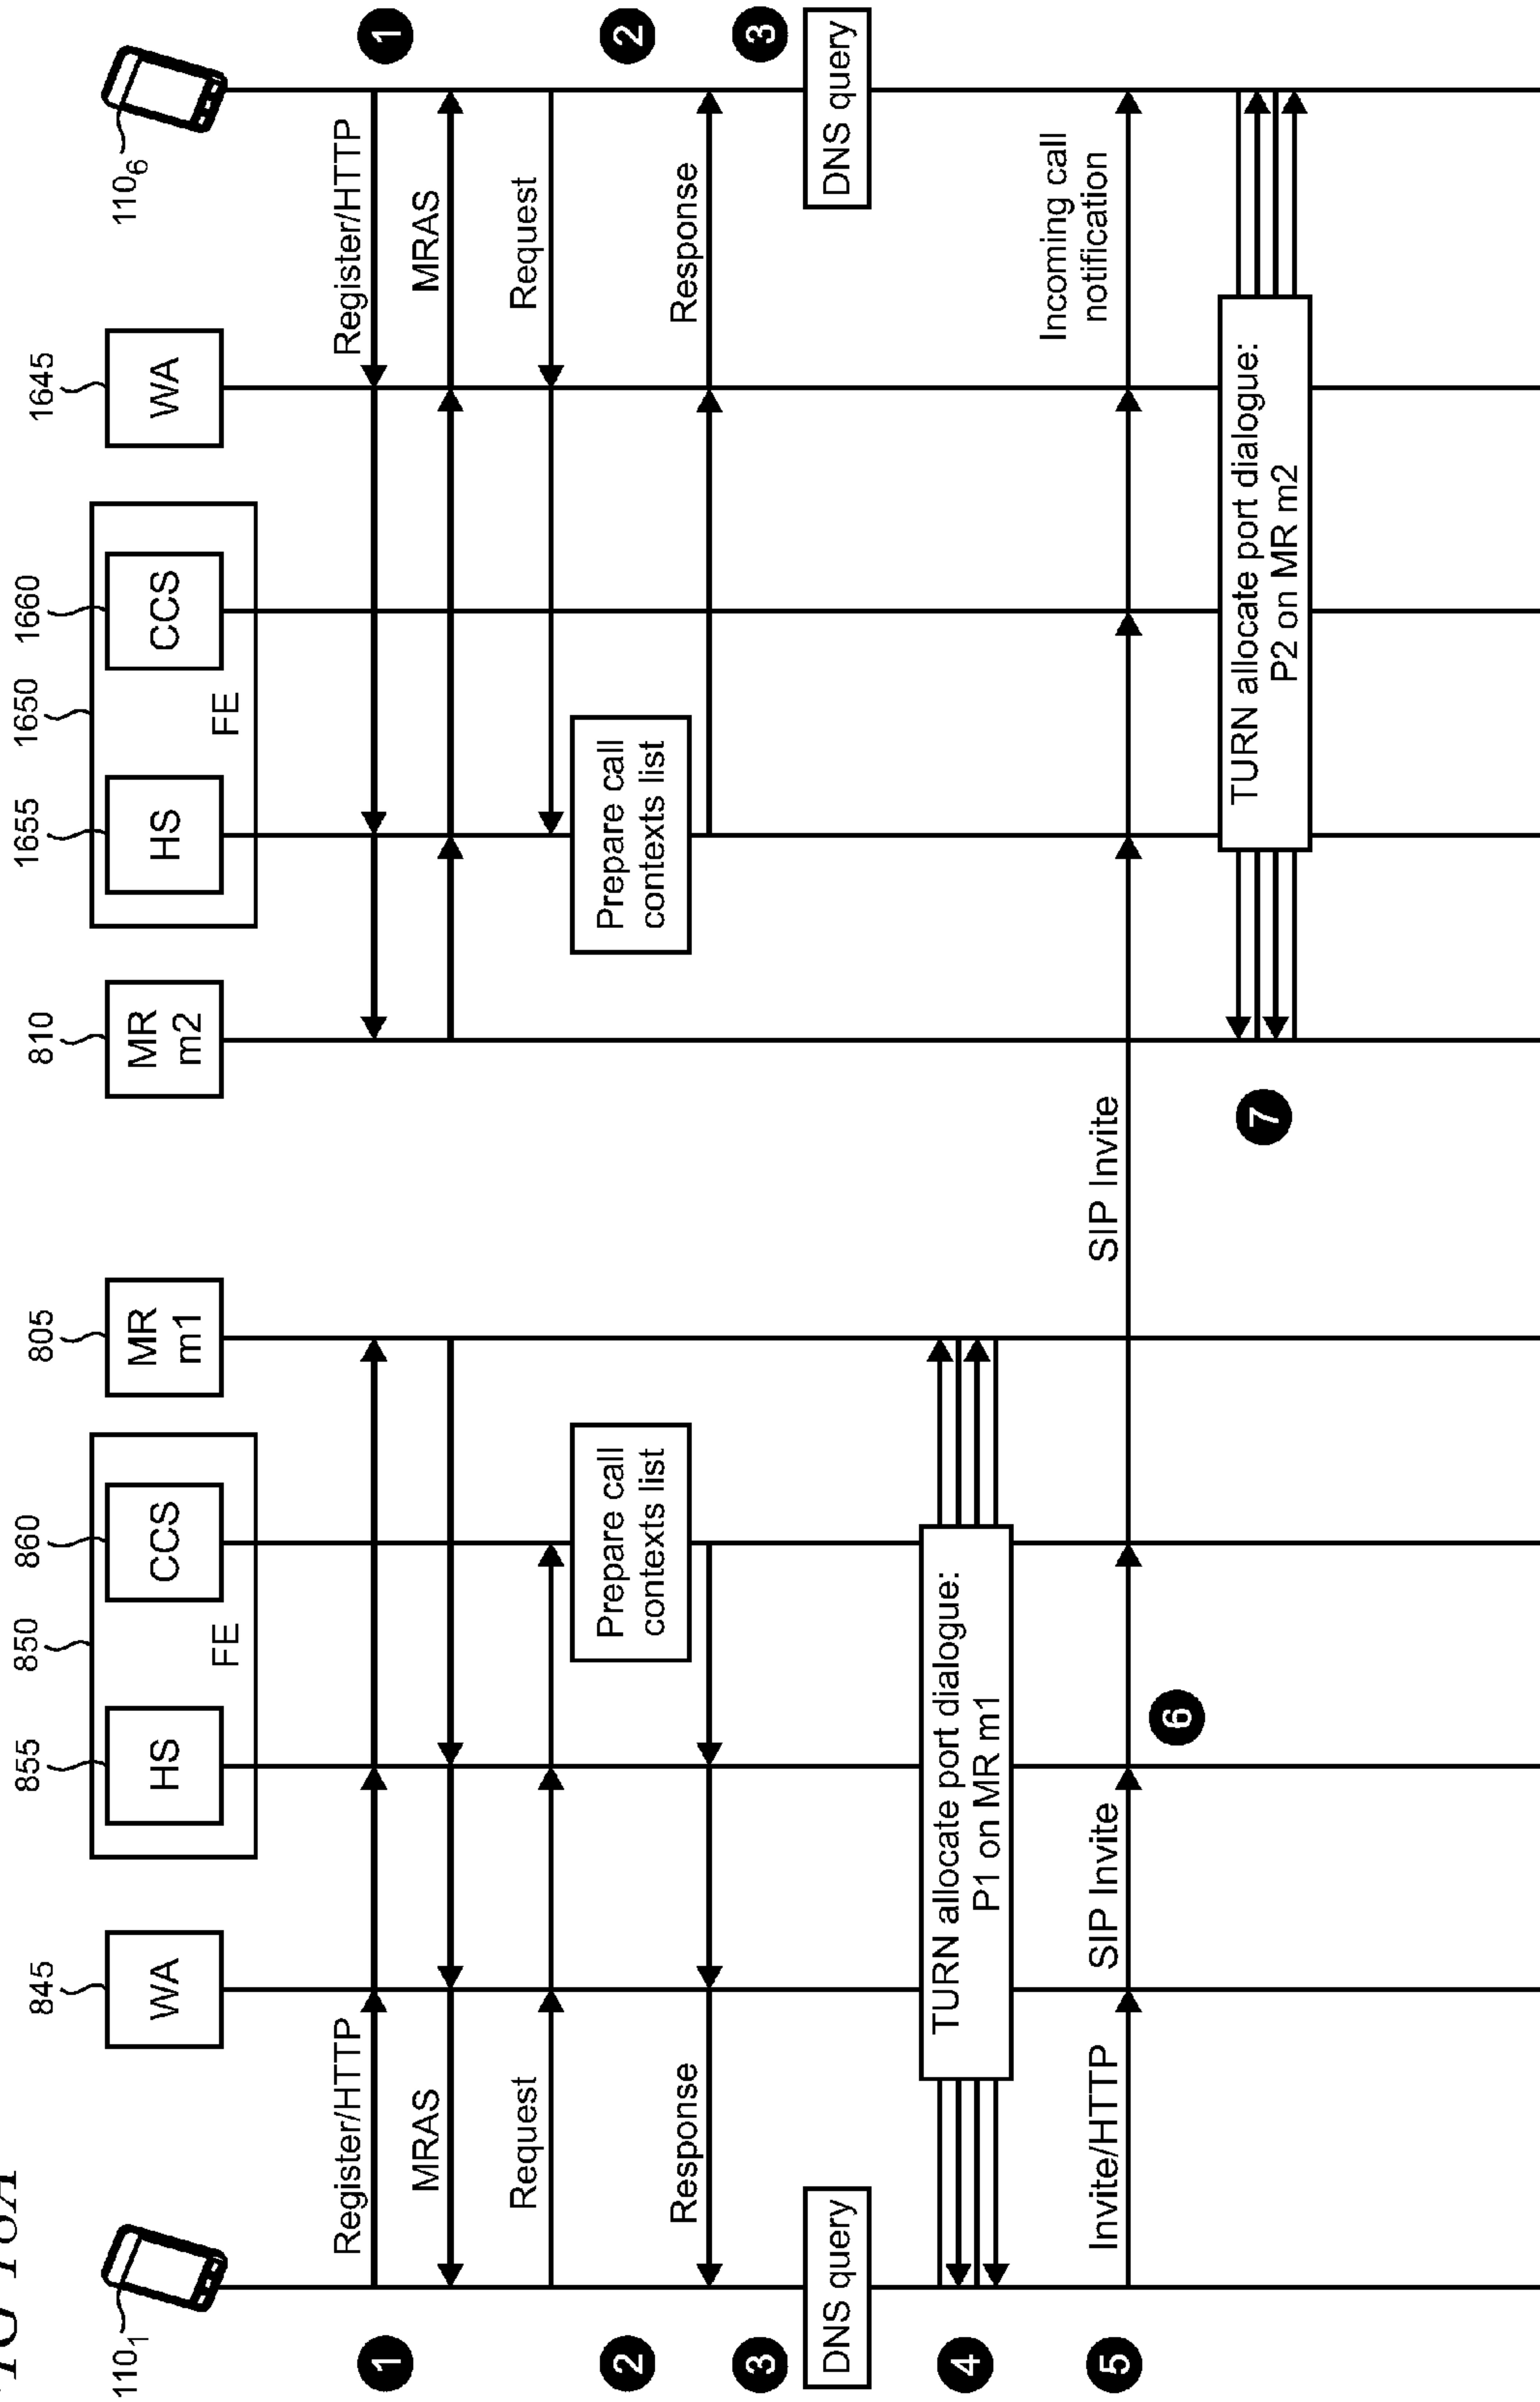 110₁
845
855
850
860
805
810
1655
1650
1660
1645
110₆
WA
HS
FE
CCS
MR
m1
MR
m2
HS
FE
CCS
WA
1
Register/HTTP
Register/HTTP
1
MRAS
MRAS
Request
Request
2
Prepare call
contexts list
Prepare call
contexts list
2
Response
Response
3
DNS query
3
DNS query
4
TURN allocate port dialogue:
P1 on MR m1
5
Invite/HTTP
SIP Invite
6
SIP Invite
Incoming call
notification
7
TURN allocate port dialogue:
P2 on MR m2